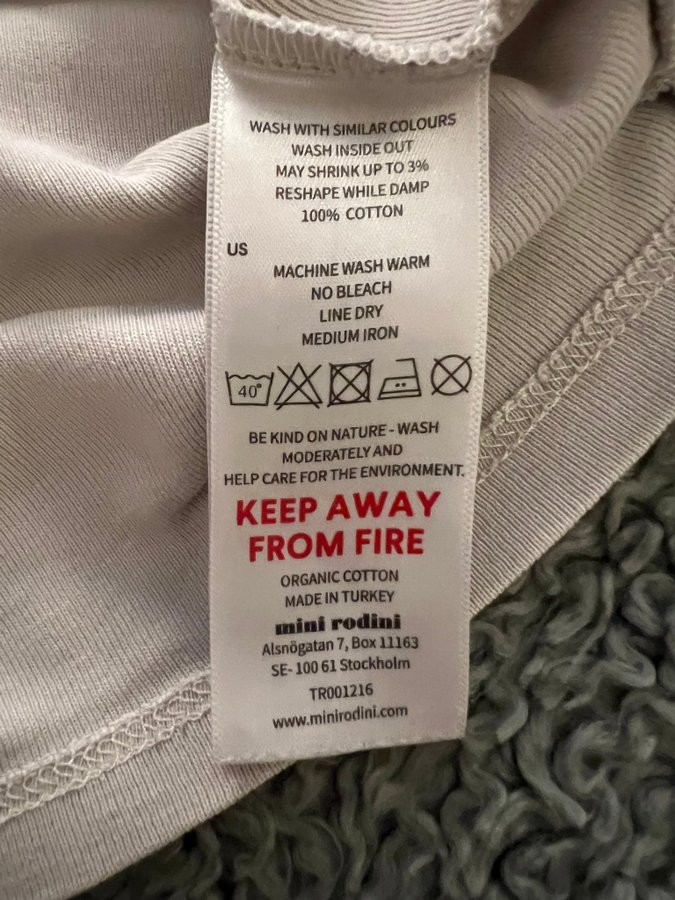 WASH WITH SIMILAR COLOURS
WASH INSIDE OUT
MAY SHRINK UP TO 3%
RESHAPE WHILE DAMP
100% COTTON
US
MACHINE WASH WARM
NO BLEACH
LINE DRY
MEDIUM IRON
40°
BE KIND ON NATURE - WASH
MODERATELY AND
HELP CARE FOR THE ENVIRONMENT.
KEEP AWAY
FROM FIRE
ORGANIC COTTON
MADE IN TURKEY
mini rodini
Alsnögatan 7, Box 11163
SE- 100 61 Stockholm
TR001216
www.minirodini.com